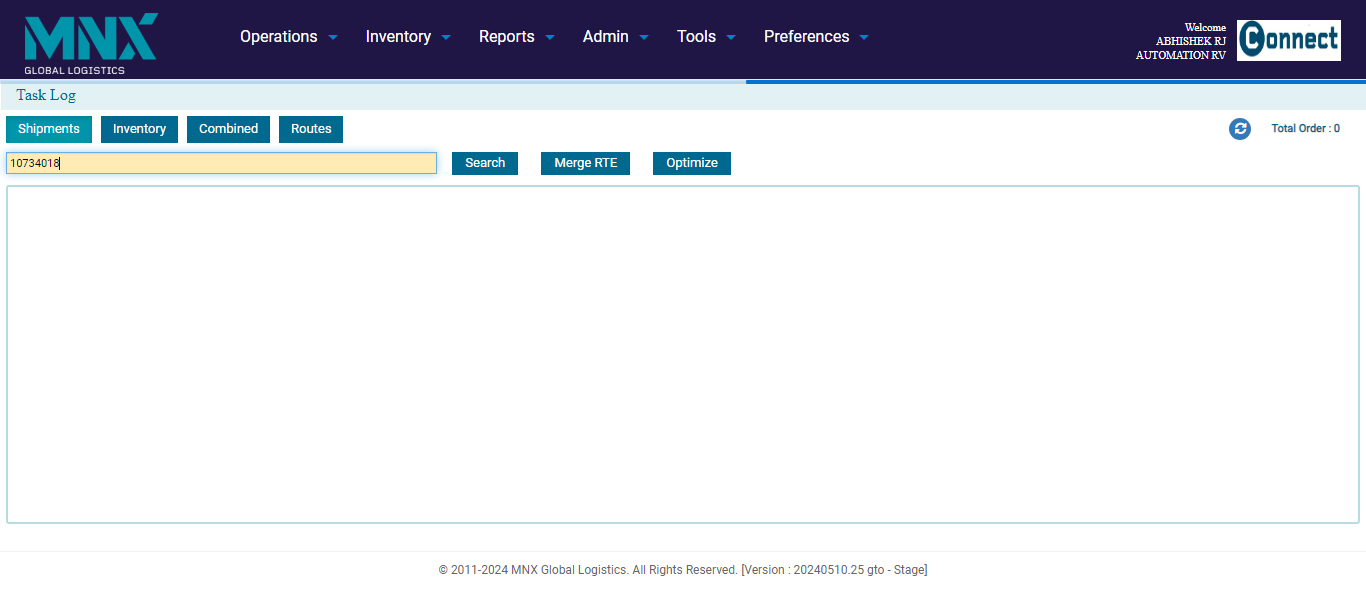 MNX
GLOBAL LOGISTICS
Operations Inventory Reports Admin Tools Preferences
Welcome
ABHISHEK RJ
AUTOMATION RV
Connect
Task Log
Shipments Inventory Combined Routes
Total Order : 0
10734018
Search Merge RTE Optimize
© 2011-2024 MNX Global Logistics. All Rights Reserved. [Version : 20240510.25 gto - Stage]